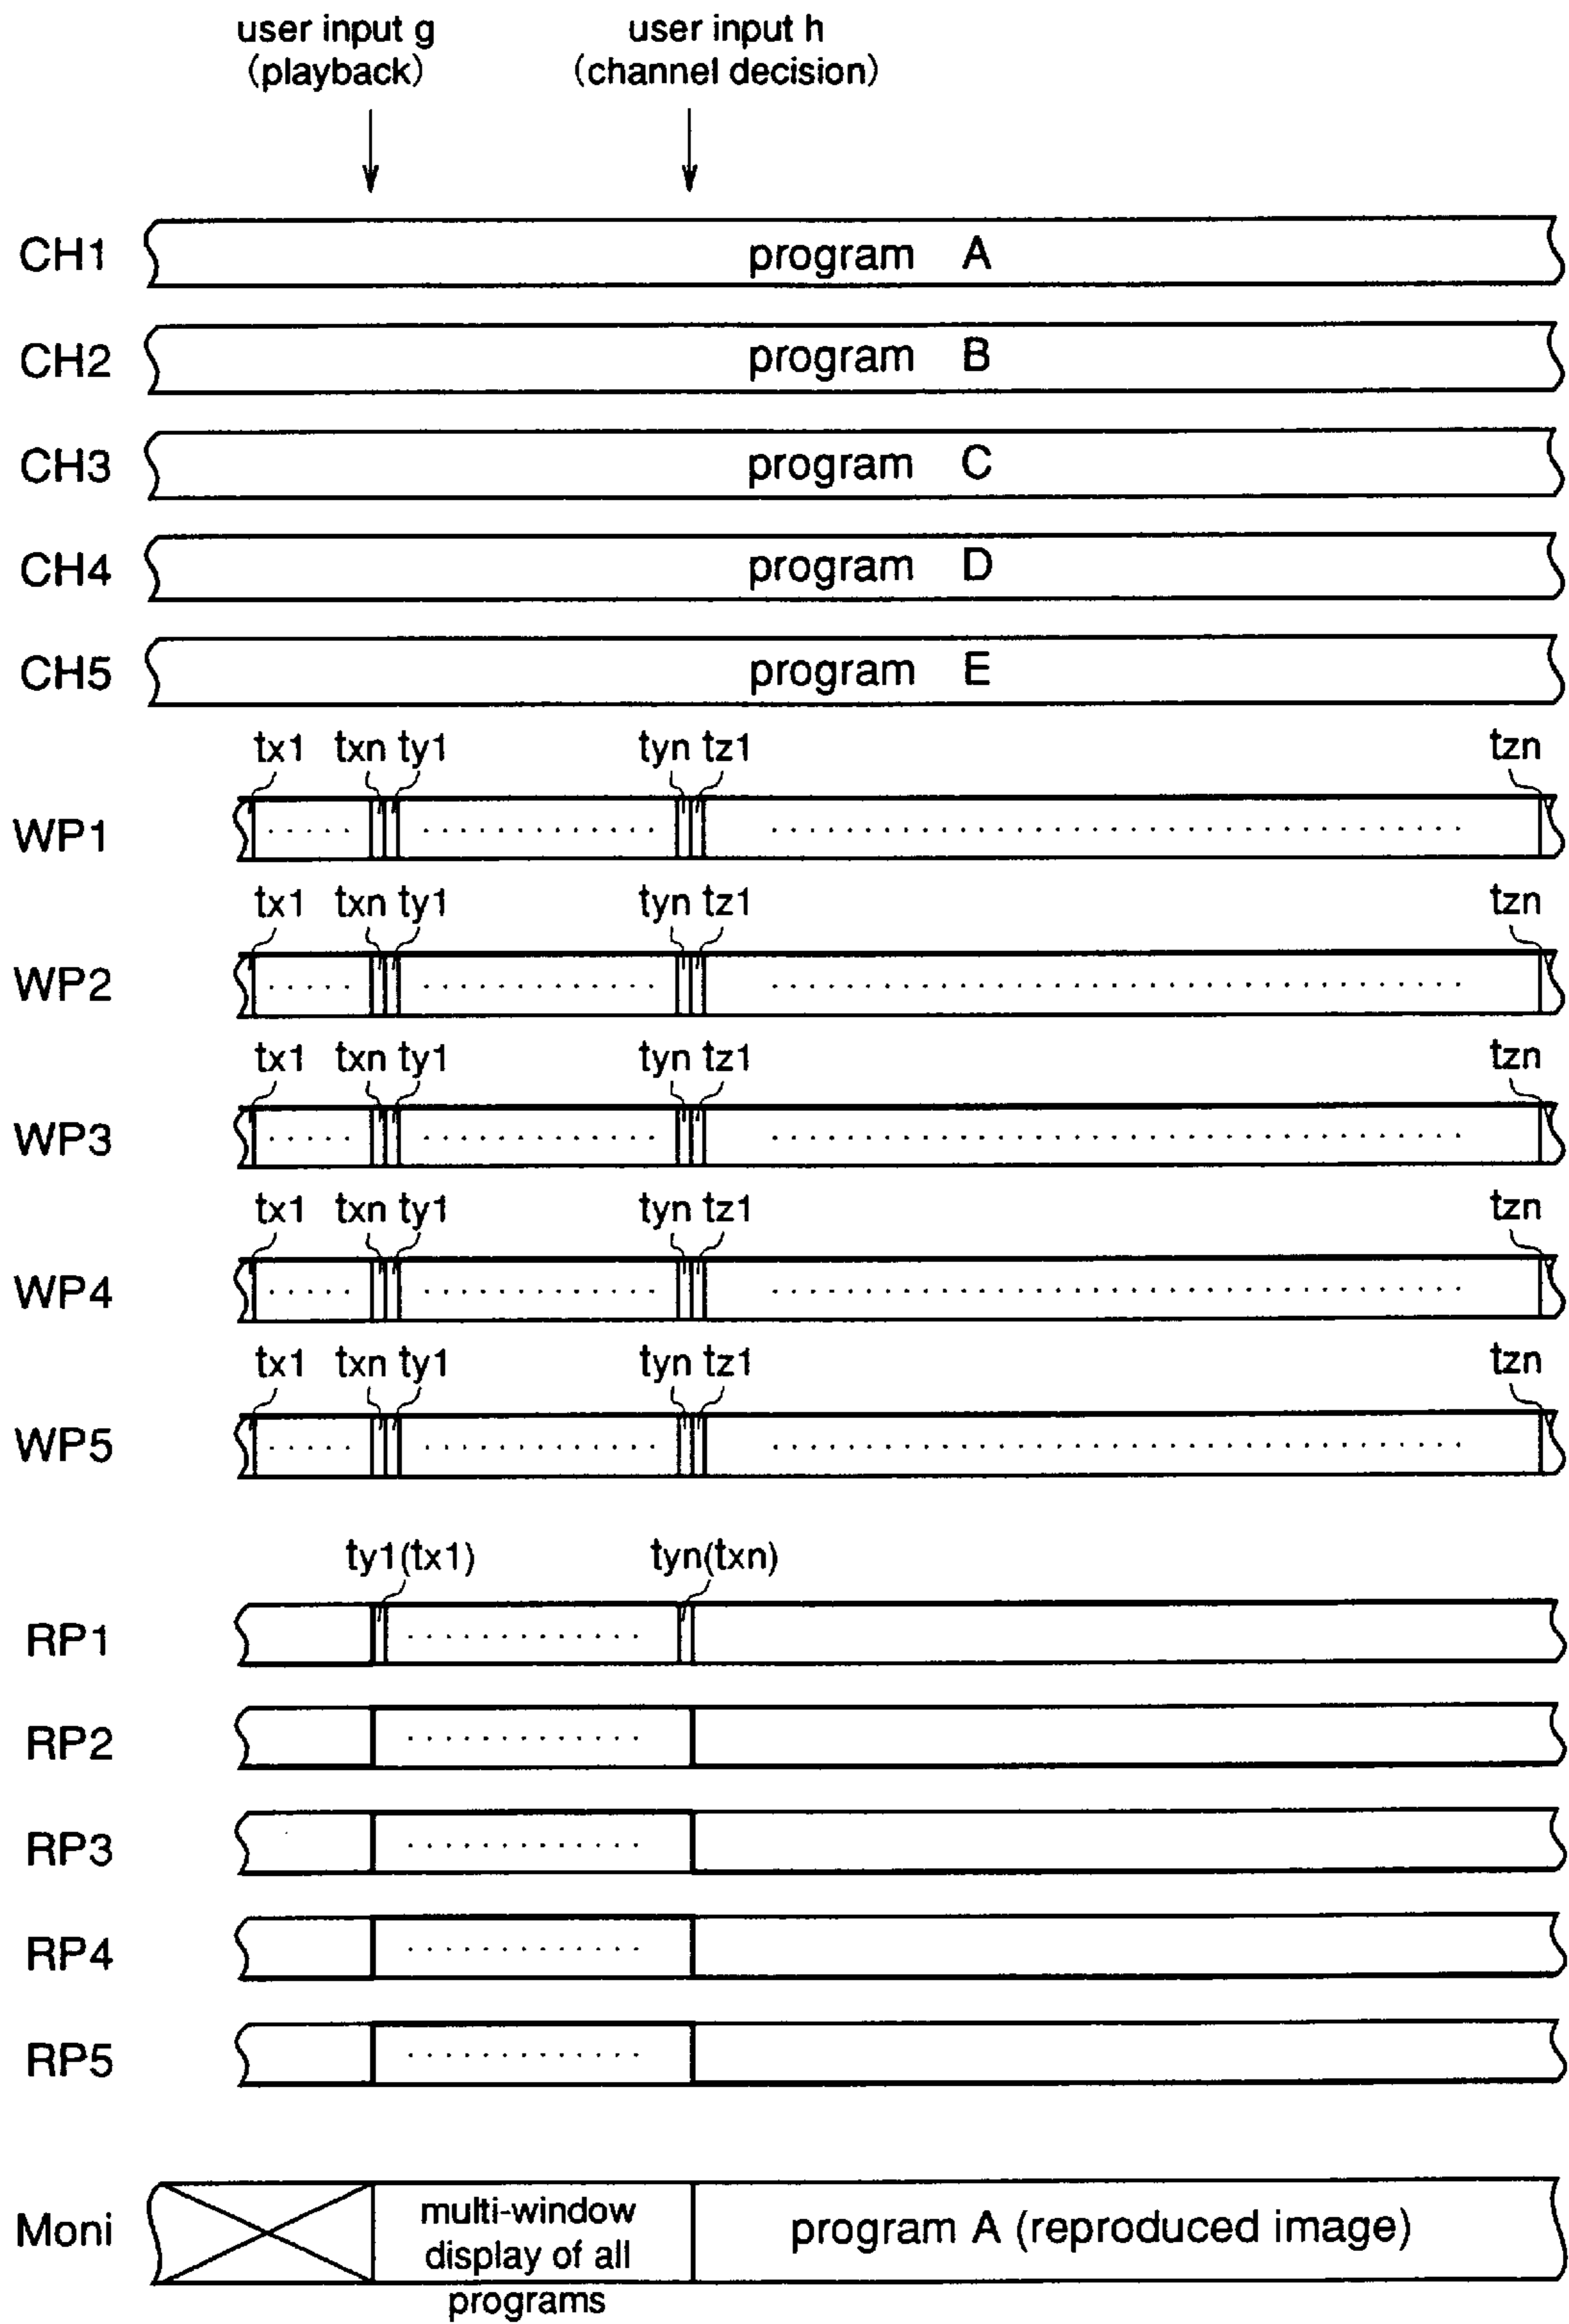 user input g user input h
(playback) (channel decision)
CH1 program A
CH2 program B
CH3 program C
CH4 program D
CH5 program E
tx1 txn ty1 tyn tz1 tzn
WP1
tx1 txn ty1 tyn tz1 tzn
WP2
tx1 txn ty1 tyn tz1 tzn
WP3
tx1 txn ty1 tyn tz1 tzn
WP4
tx1 txn ty1 tyn tz1 tzn
WP5
ty1(tx1) tyn(txn)
RP1
RP2
RP3
RP4
RP5
multi-window
Moni display of all program A (reproduced image)
programs